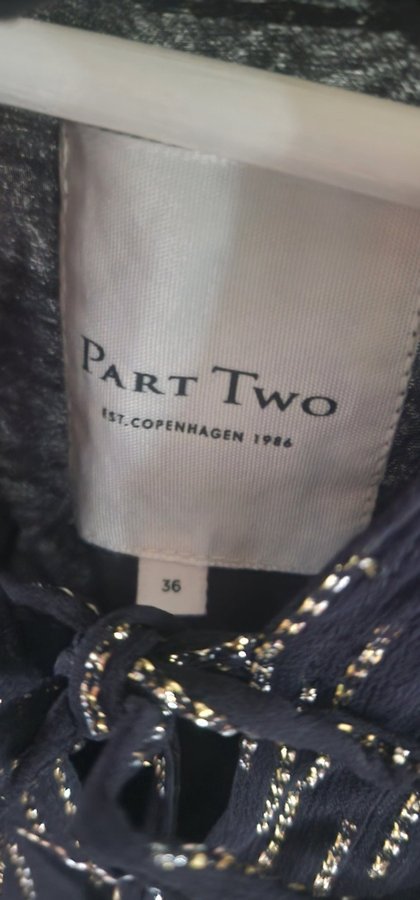 PART TWO
EST. COPENHAGEN 1986
36